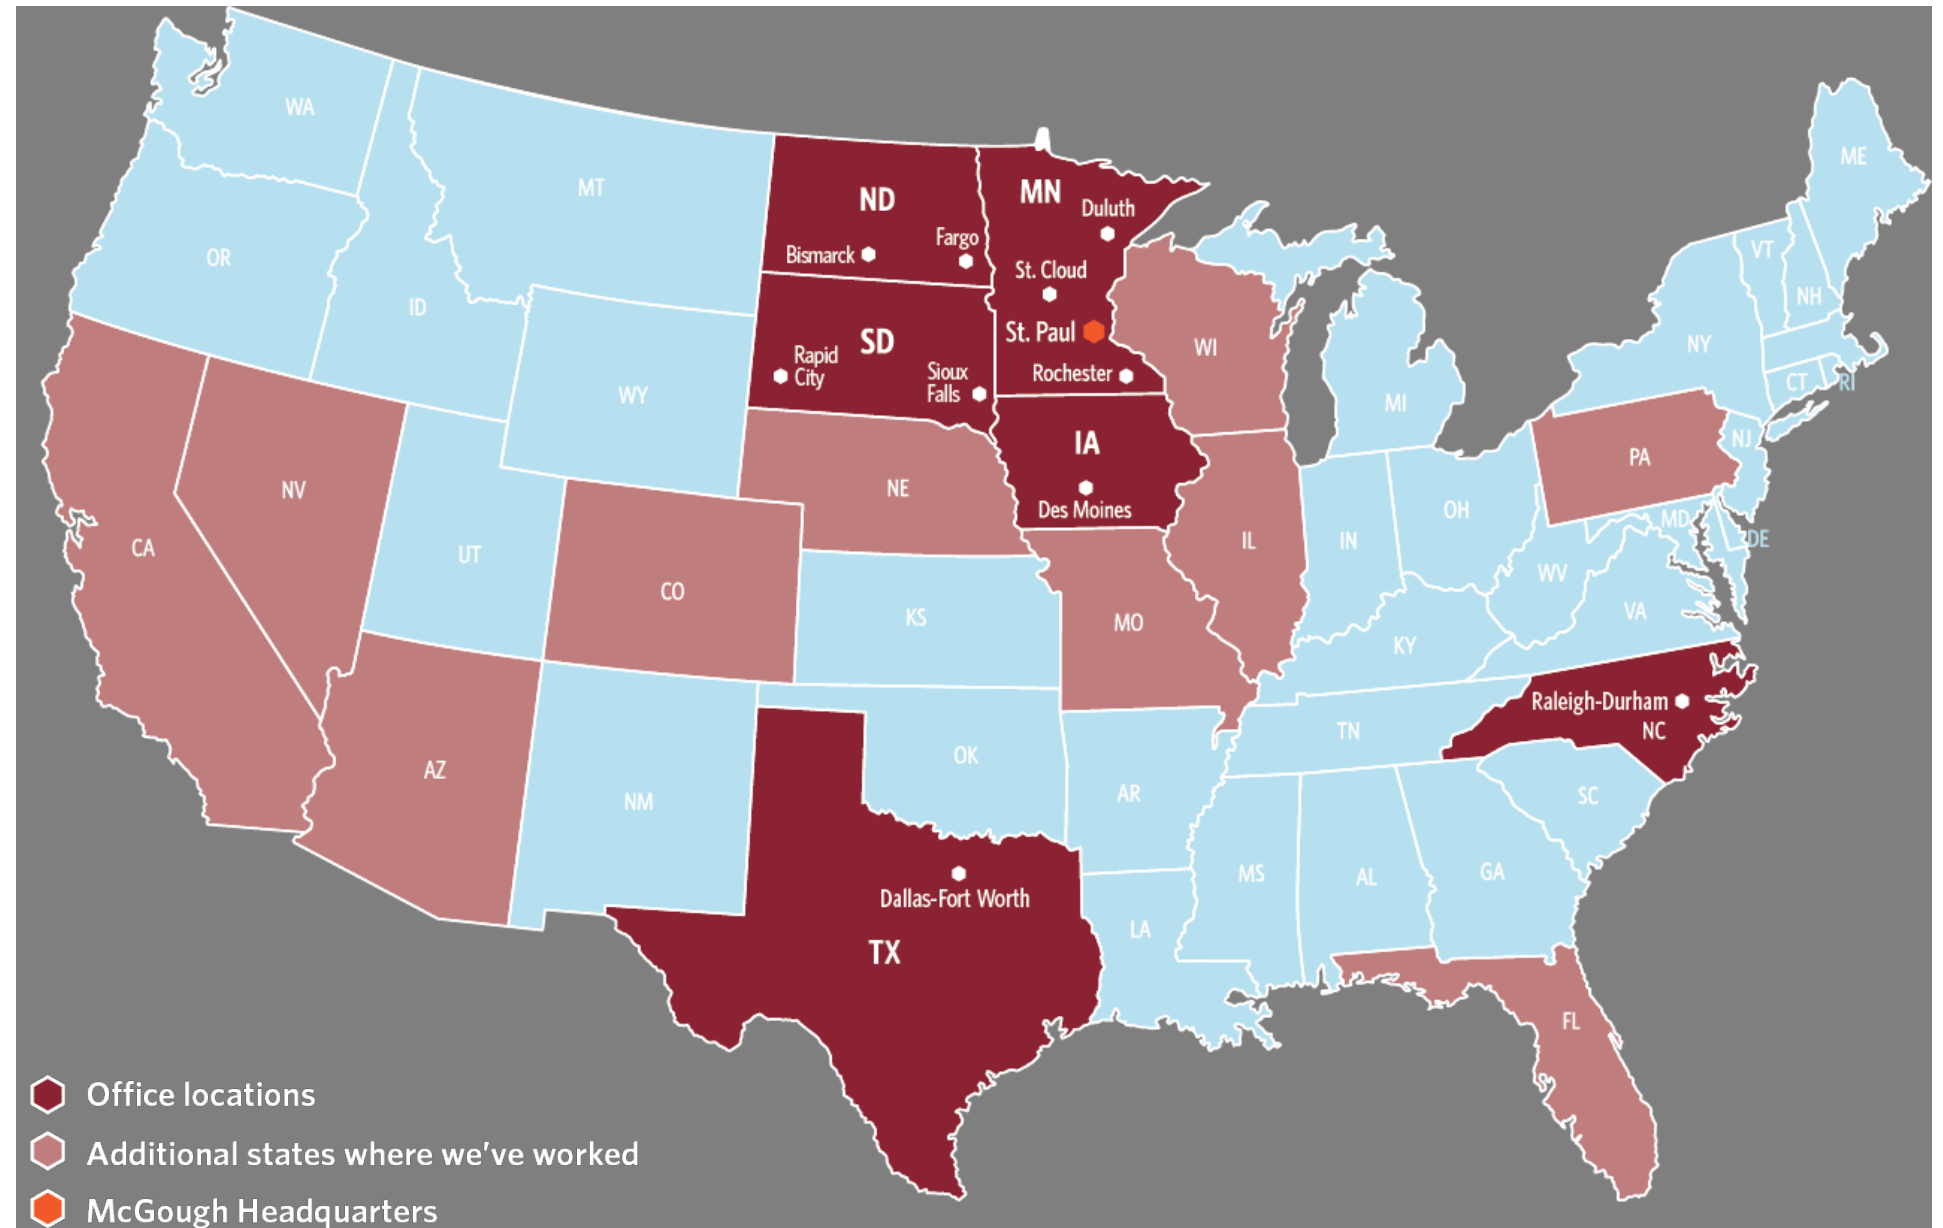 WA
ME
MT
ND
MN
Duluth
VT
OR
Bismarck
Fargo
St. Cloud
NH
ID
SD
St. Paul
WI
NY
Rapid
City
Sioux
Falls
Rochester
CT
RI
WY
MI
NJ
IA
PA
NV
NE
Des Moines
OH
MD
CA
UT
IL
IN
DE
CO
KS
MO
WV
VA
KY
Raleigh-Durham
NC
TN
AZ
NM
OK
AR
SC
Dallas-Fort Worth
MS
AL
GA
LA
TX
FL
Office locations
Additional states where we've worked
McGough Headquarters